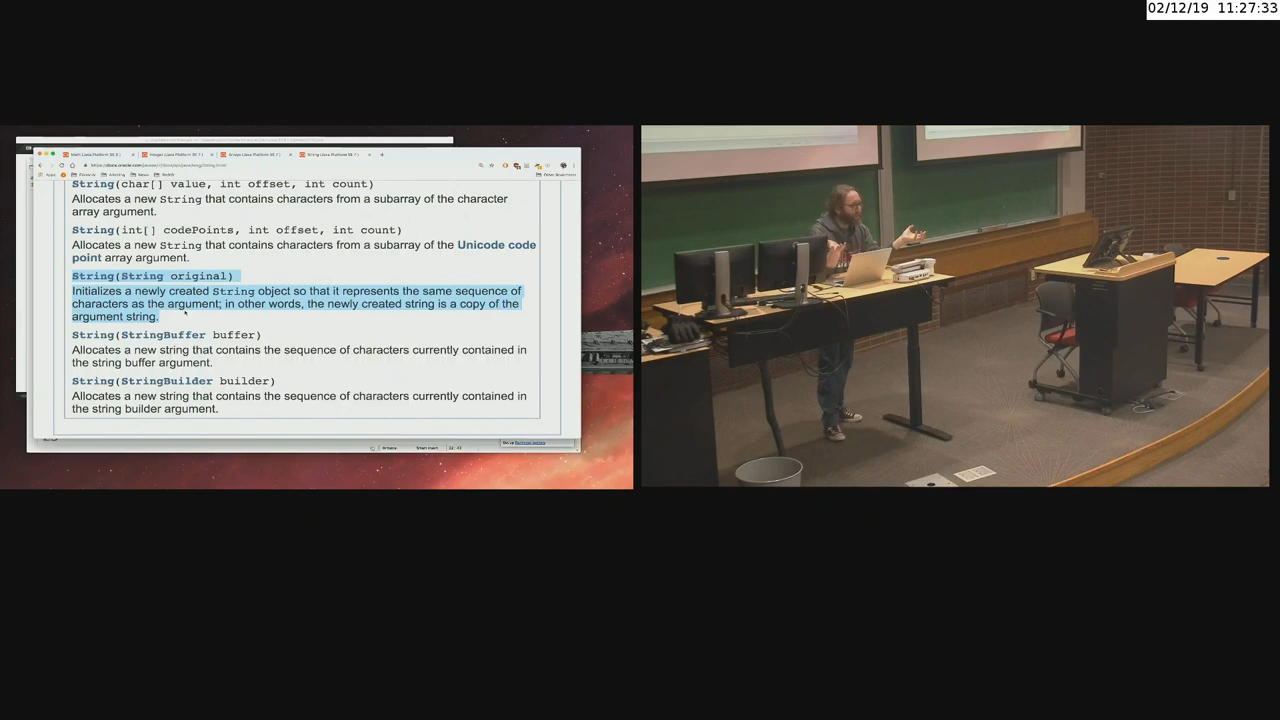 02/12/19 11:27:33
String(char[] value, int offset, int count)
Allocates a new String that contains characters from a subarray of the character
array argument.
String(int[] codePoints, int offset, int count)
Allocates a new String that contains characters from a subarray of the Unicode code
point array argument.
String(String original)
Initializes a newly created String object so that it represents the same sequence of
characters as the argument; in other words, the newly created string is a copy of the
argument string.
String(StringBuffer buffer)
Allocates a new string that contains the sequence of characters currently contained in
the string buffer argument.
String(StringBuilder builder)
Allocates a new string that contains the sequence of characters currently contained in
the string builder argument.